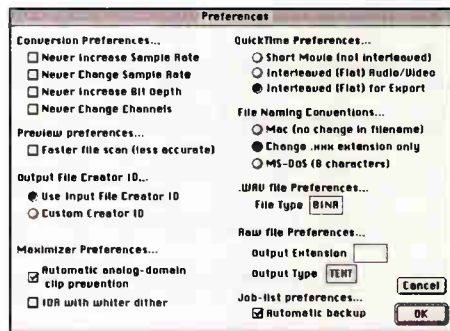 Preferences
Conversion Preferences...
Never Increase Sample Rate
Never Change Sample Rate
Never Increase Bit Depth
Never Change Channels
Preview preferences...
Faster file scan (less accurate)
Output File Creator ID...
Use Input File Creator ID
Custom Creator ID
Maximizer Preferences...
Automatic analog-domain
clip prevention
IDR with whiter dither
QuickTime Preferences...
Short Movie (not interleaved)
Interleaved (Flat) Audio/Video
Interleaved (Flat) for Export
File Naming Conventions...
Mac (no change in filename)
Change .xxx extension only
MS-DOS (8 characters)
.WAV file Preferences...
File Type BINA
Raw file Preferences...
Output Extension
Output Type TEXT
Job-list preferences...
Automatic backup
Cancel
OK